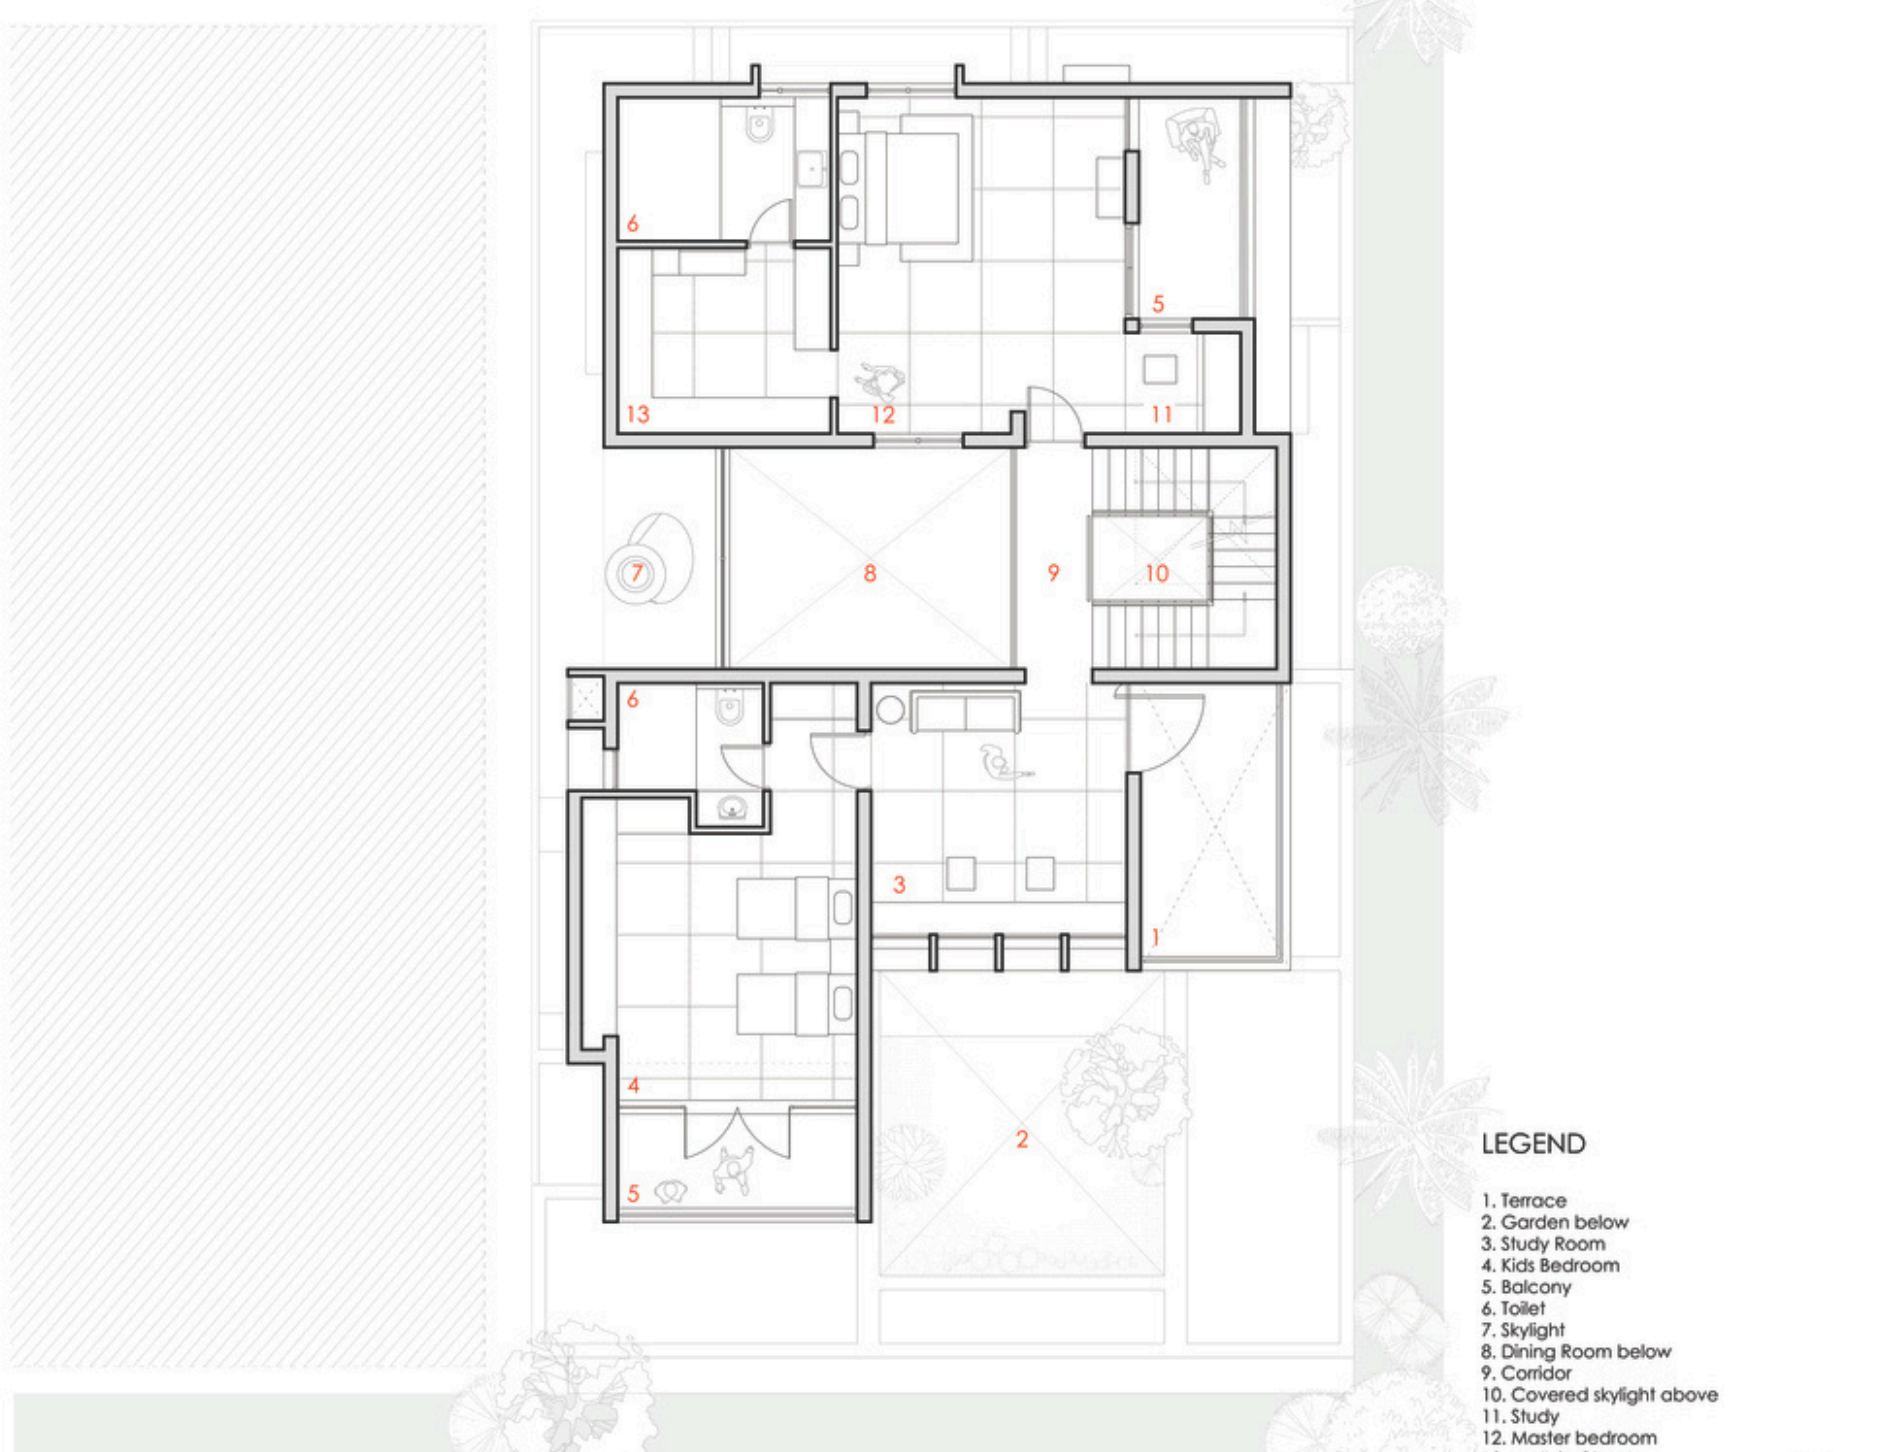 6
5
13
12
11
7
8
9
10
6
3
1
4
2
5
LEGEND
1. Terrace
2. Garden below
3. Study Room
4. Kids Bedroom
5. Balcony
6. Toilet
7. Skylight
8. Dining Room below
9. Corridor
10. Covered skylight above
11. Study
12. Master bedroom